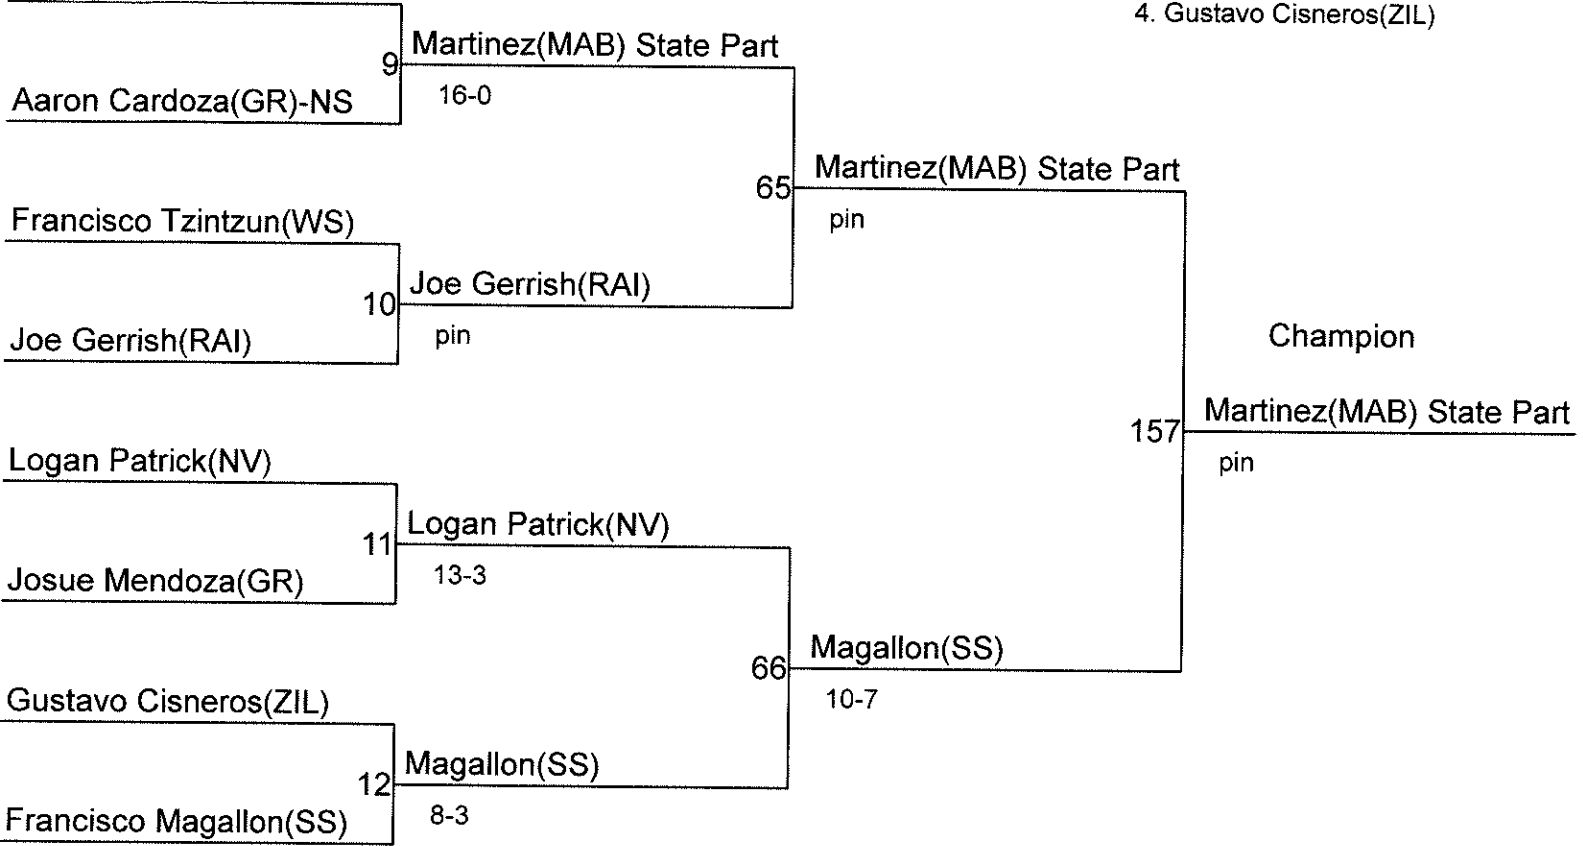 4. Gustavo Cisneros(ZIL)
Martinez(MAB) State Part
9
16-0
Aaron Cardoza(GR)-NS
Martinez(MAB) State Part
65
pin
Francisco Tzintzun(WS)
Joe Gerrish(RAI)
10
pin
Joe Gerrish(RAI)
Champion
Martinez(MAB) State Part
157
pin
Logan Patrick(NV)
Logan Patrick(NV)
11
13-3
Josue Mendoza(GR)
Magallon(SS)
66
10-7
Gustavo Cisneros(ZIL)
Magallon(SS)
12
8-3
Francisco Magallon(SS)